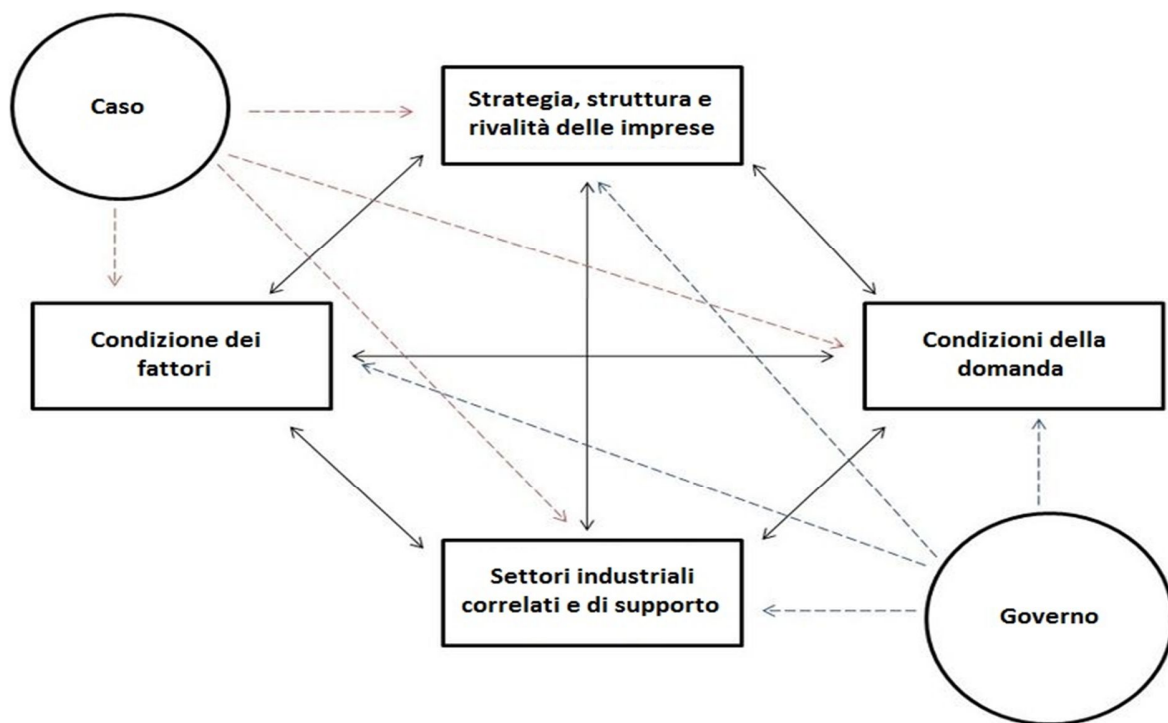 Caso
Strategia, struttura e
rivalità delle imprese
Condizione dei
fattori
Condizioni della
domanda
Settori industriali
correlati e di supporto
Governo